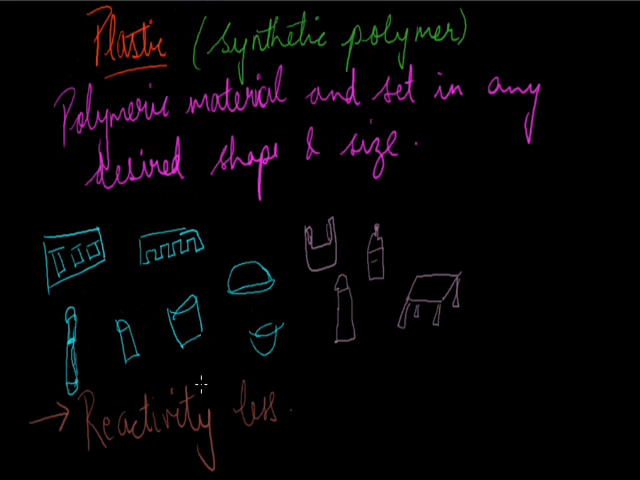 Plastic (synthetic polymer)
Polymeric material and set in any
desired shape & size.
→ Reactivity less.